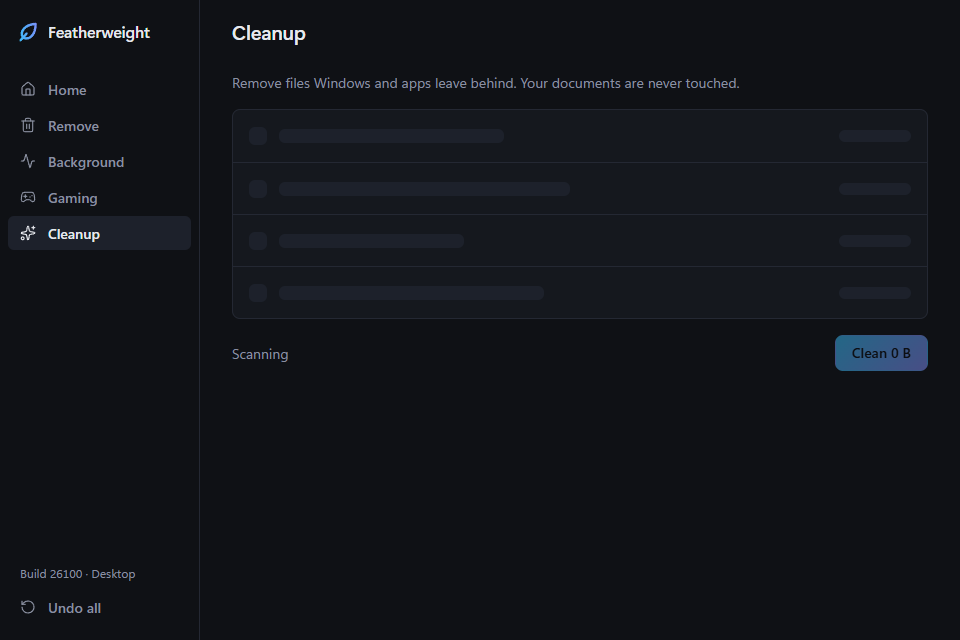 Featherweight
Home
Remove
Background
Gaming
Cleanup
Build 26100 · Desktop
Undo all
Cleanup
Remove files Windows and apps leave behind. Your documents are never touched.
Scanning
Clean 0 B